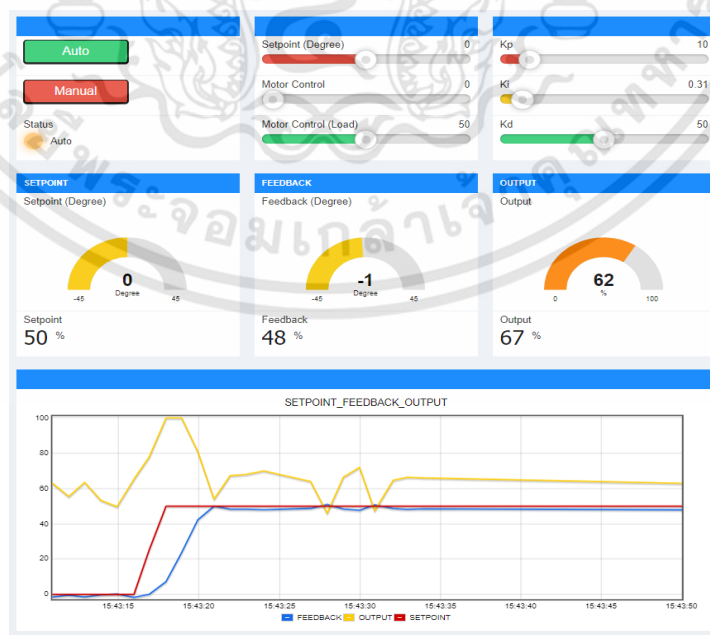 Auto
Manual
Status
Auto
Setpoint (Degree) 0
Motor Control 0
Motor Control (Load) 50
Kp 10
Ki 0.31
Kd 50
SETPOINT
Setpoint (Degree)
0
Degree
-45 45
Setpoint
50 %
FEEDBACK
Feedback (Degree)
-1
Degree
-45 45
Feedback
48 %
OUTPUT
Output
62
%
0 100
Output
67 %
SETPOINT_FEEDBACK_OUTPUT
100
80
60
40
20
0
15:43:15 15:43:20 15:43:25 15:43:30 15:43:35 15:43:40 15:43:45 15:43:50
FEEDBACK OUTPUT SETPOINT